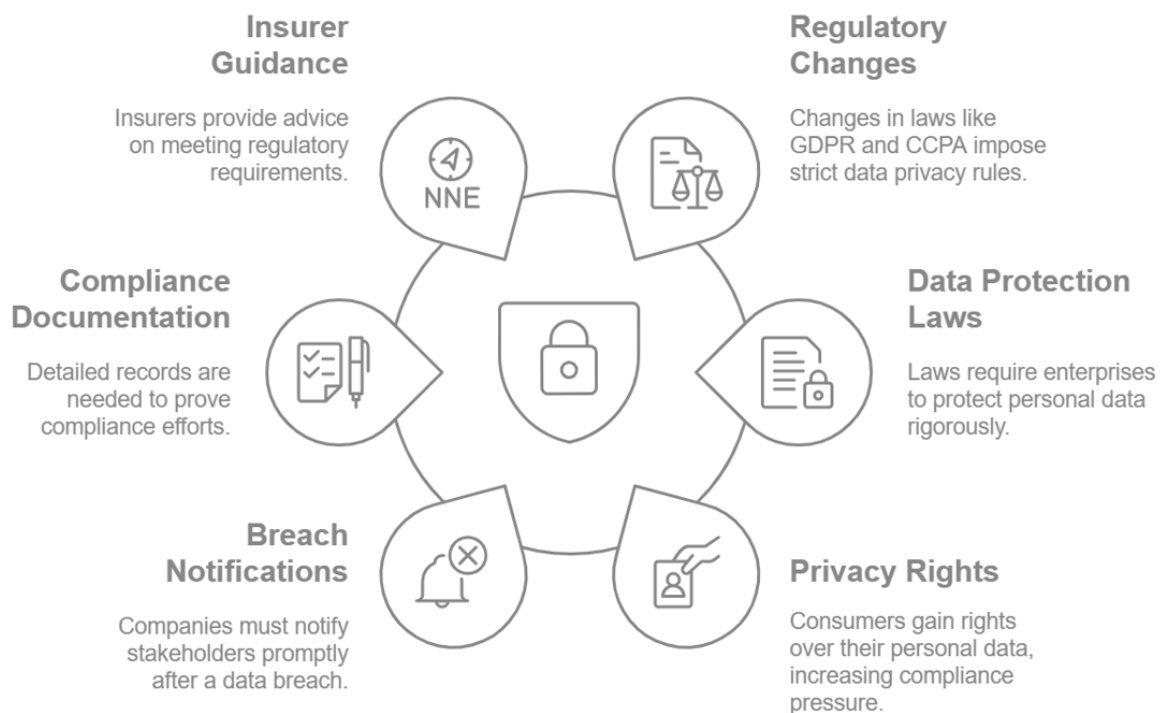 Insurer
Guidance
Insurers provide advice
on meeting regulatory
requirements.
NNE
Regulatory
Changes
Changes in laws like
GDPR and CCPA impose
strict data privacy rules.
Compliance
Documentation
Detailed records are
needed to prove
compliance efforts.
Data Protection
Laws
Laws require enterprises
to protect personal data
rigorously.
Breach
Notifications
Companies must notify
stakeholders promptly
after a data breach.
Privacy Rights
Consumers gain rights
over their personal data,
increasing compliance
pressure.